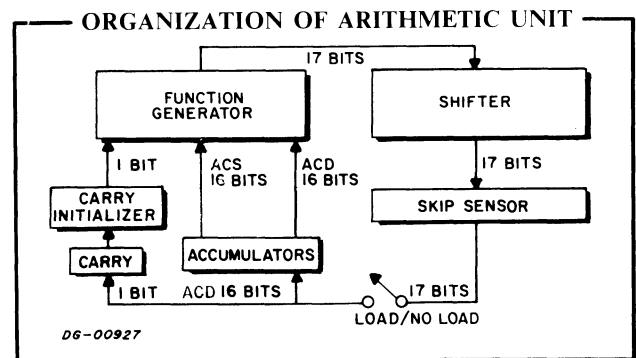 ORGANIZATION OF ARITHMETIC UNIT
17 BITS
FUNCTION
GENERATOR
SHIFTER
1 BIT
ACS
16 BITS
ACD
16 BITS
17 BITS
CARRY
INITIALIZER
SKIP SENSOR
CARRY
ACCUMULATORS
1 BIT
ACD 16 BITS
17 BITS
LOAD/NO LOAD
DG-00927